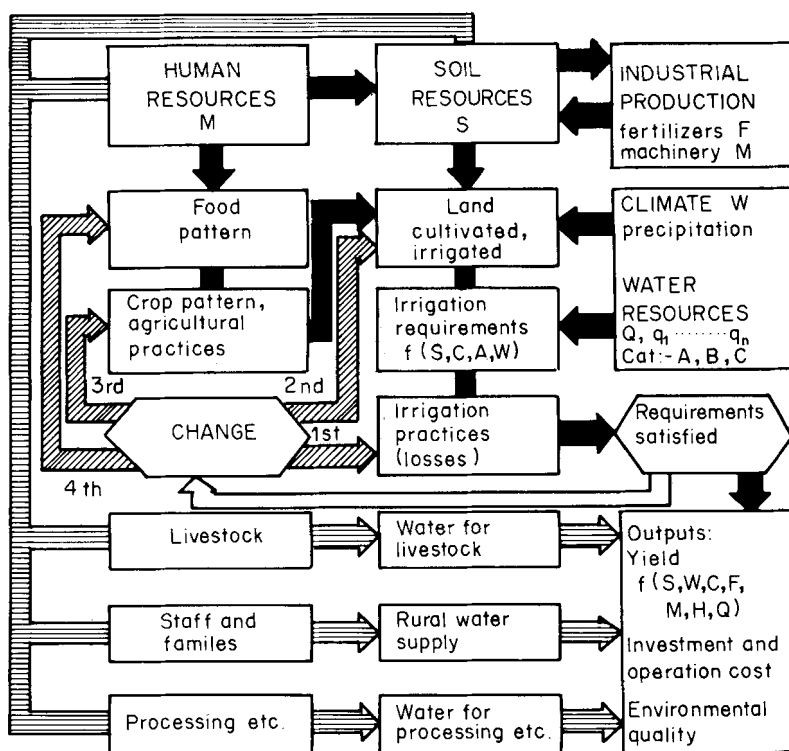 HUMAN
RESOURCES
M
SOIL
RESOURCES
S
INDUSTRIAL
PRODUCTION
fertilizers F
machinery M
Food
pattern
Land
cultivated,
irrigated
CLIMATE W
precipitation
WATER
RESOURCES
Q, q1 ........ qn
Cat:- A, B, C
Crop pattern,
agricultural
practices
Irrigation
requirements
f (S,C,A,W)
3rd
2nd
CHANGE
1st
4 th
Irrigation
practices
(losses)
Requirements
satisfied
Livestock
Water for
livestock
Outputs:
Yield
f (S,W,C,F,
M,H,Q)
Investment and
operation cost
Environmental
quality
Staff and
familes
Rural water
supply
Processing etc.
Water for
processing etc.